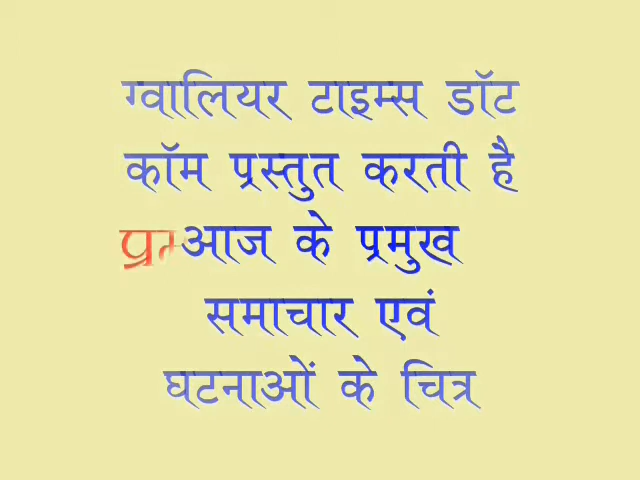 ग्वालियर टाइम्स डॉट
कॉम प्रस्तुत करती है
आज के प्रमुख
समाचार एवं
घटनाओं के चित्र